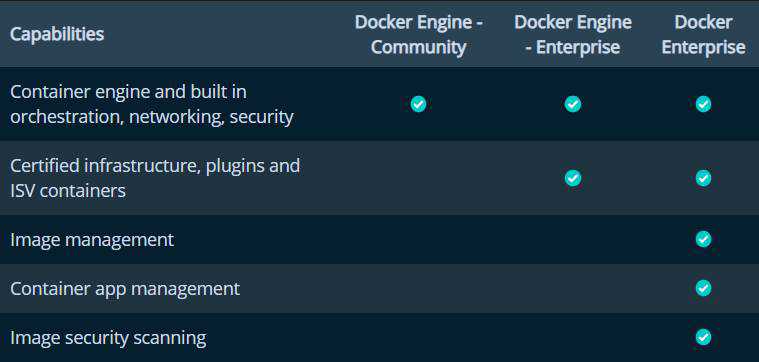 Capabilities
Docker Engine -
Community
Docker Engine
- Enterprise
Docker
Enterprise
Container engine and built in
orchestration, networking, security
Certified infrastructure, plugins and
ISV containers
Image management
Container app management
Image security scanning